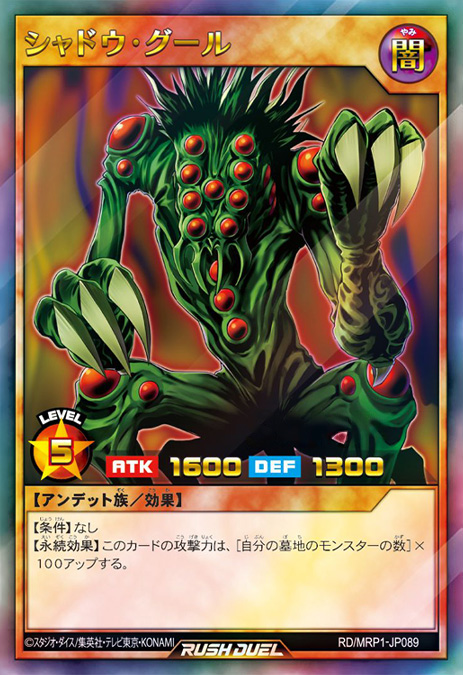 シャドウ・グール
やみ
闇
LEVEL
5
ATK 1600 DEF 1300
【アンデット族／効果】
【条件】なし
【永続効果】このカードの攻撃力は、［自分の墓地のモンスターの数］×
100アップする。
©スタジオ・ダイス/集英社・テレビ東京・KONAMI
RUSH DUEL
RD/MRP1-JP089